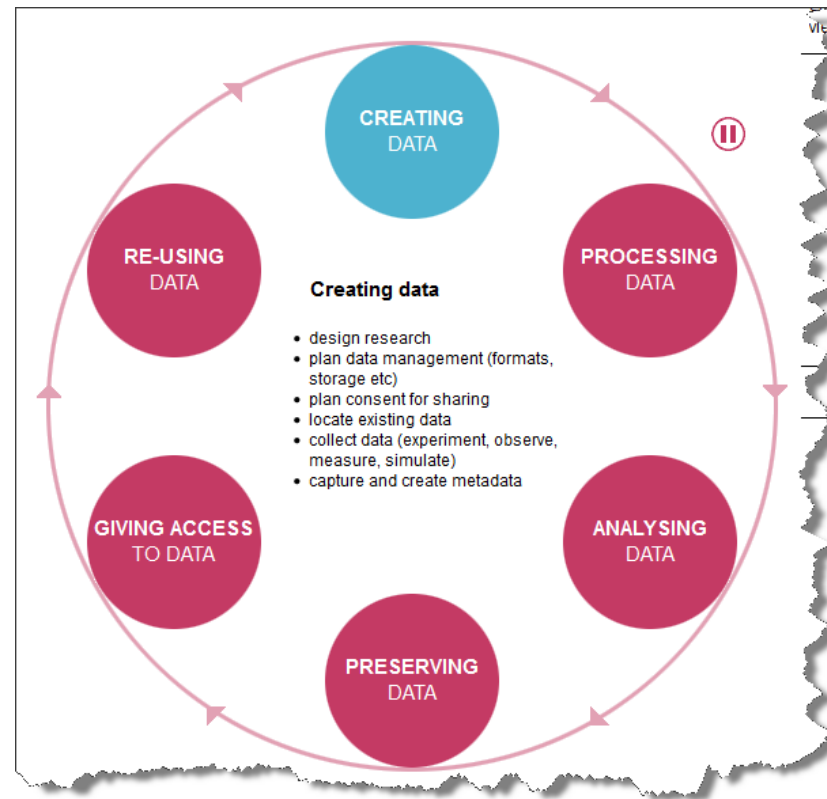 CREATING
DATA
PROCESSING
DATA
ANALYSING
DATA
PRESERVING
DATA
GIVING ACCESS
TO DATA
RE-USING
DATA
Creating data
• design research
• plan data management (formats,
storage etc)
• plan consent for sharing
• locate existing data
• collect data (experiment, observe,
measure, simulate)
• capture and create metadata